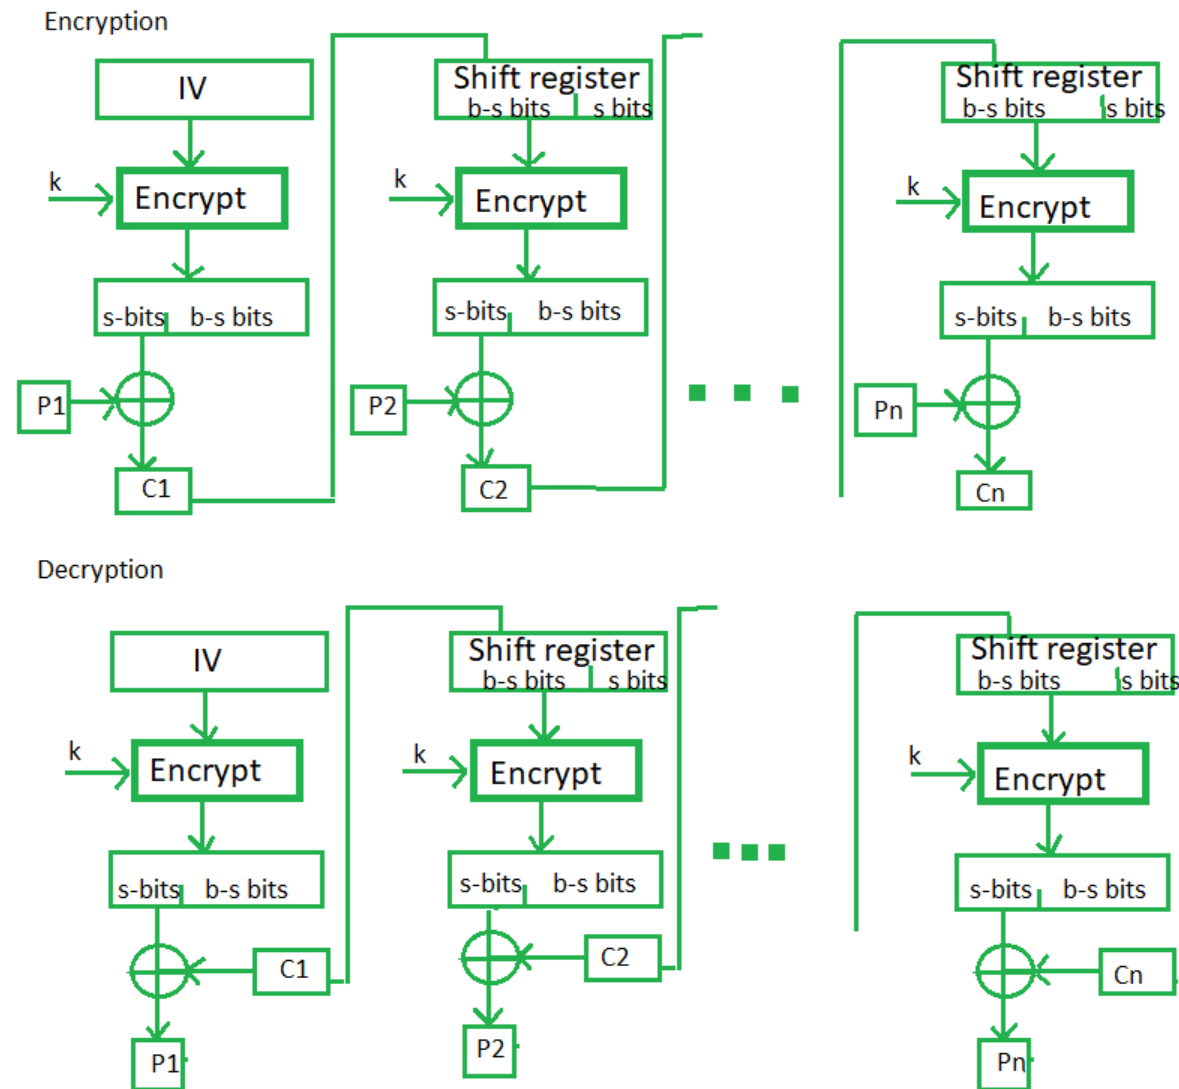 Encryption
IV
Shift register
b-s bits s bits
Shift register
b-s bits s bits
k
Encrypt
k
Encrypt
k
Encrypt
s-bits b-s bits
s-bits b-s bits
s-bits b-s bits
P1
P2
Pn
C1
C2
Cn
Decryption
IV
Shift register
b-s bits s bits
Shift register
b-s bits s bits
k
Encrypt
k
Encrypt
k
Encrypt
s-bits b-s bits
s-bits b-s bits
s-bits b-s bits
C1
C2
Cn
P1
P2
Pn